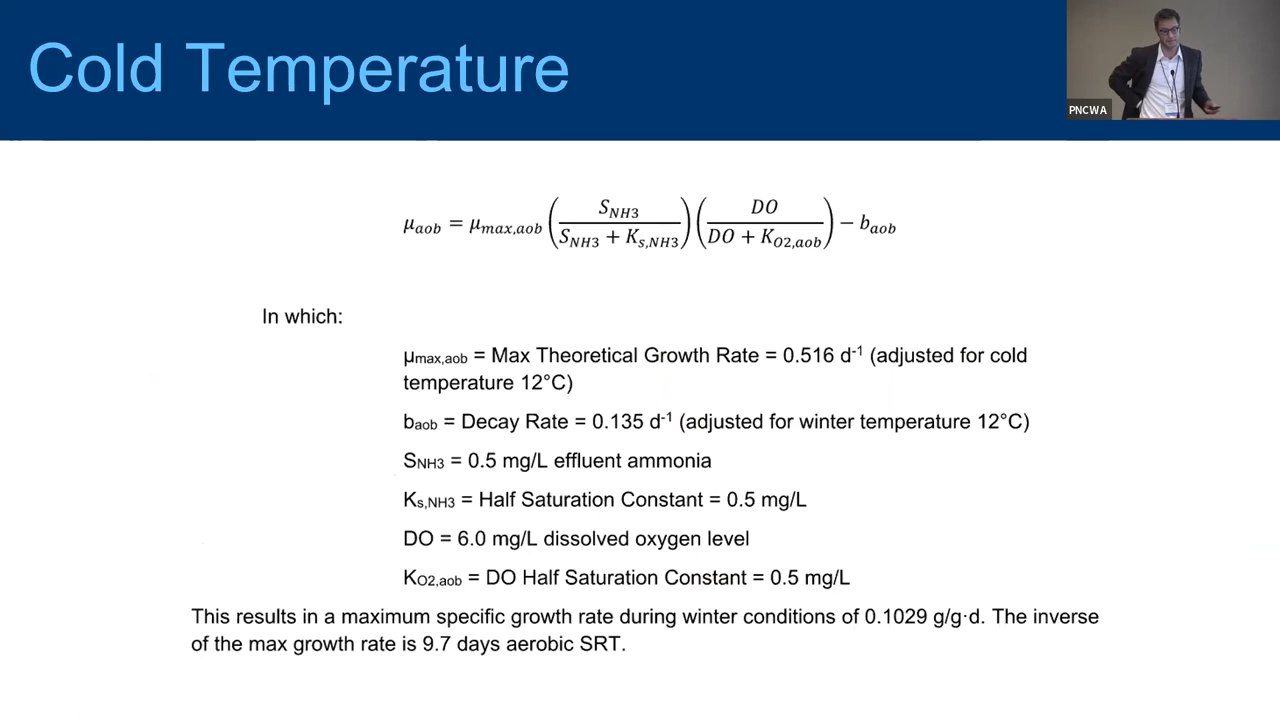 Cold Temperature
PNCWA
μ_aob = μ_max,aob (S_NH3 / (S_NH3 + K_s,NH3)) (DO / (DO + K_O2,aob)) − b_aob
In which:
μmax,aob = Max Theoretical Growth Rate = 0.516 d⁻¹ (adjusted for cold
temperature 12°C)
baob = Decay Rate = 0.135 d⁻¹ (adjusted for winter temperature 12°C)
SNH3 = 0.5 mg/L effluent ammonia
Ks,NH3 = Half Saturation Constant = 0.5 mg/L
DO = 6.0 mg/L dissolved oxygen level
KO2,aob = DO Half Saturation Constant = 0.5 mg/L
This results in a maximum specific growth rate during winter conditions of 0.1029 g/g·d. The inverse
of the max growth rate is 9.7 days aerobic SRT.